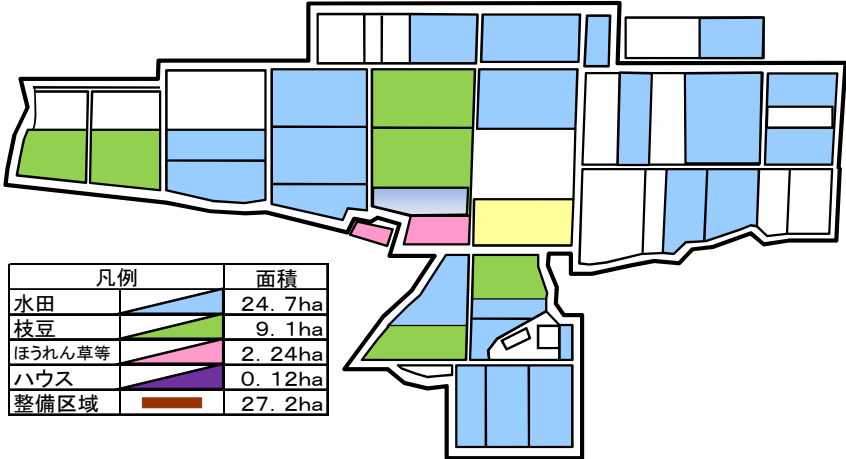 凡例 面積
水田 24. 7ha
枝豆 9. 1ha
ほうれん草等 2. 24ha
ハウス 0. 12ha
整備区域 27. 2ha